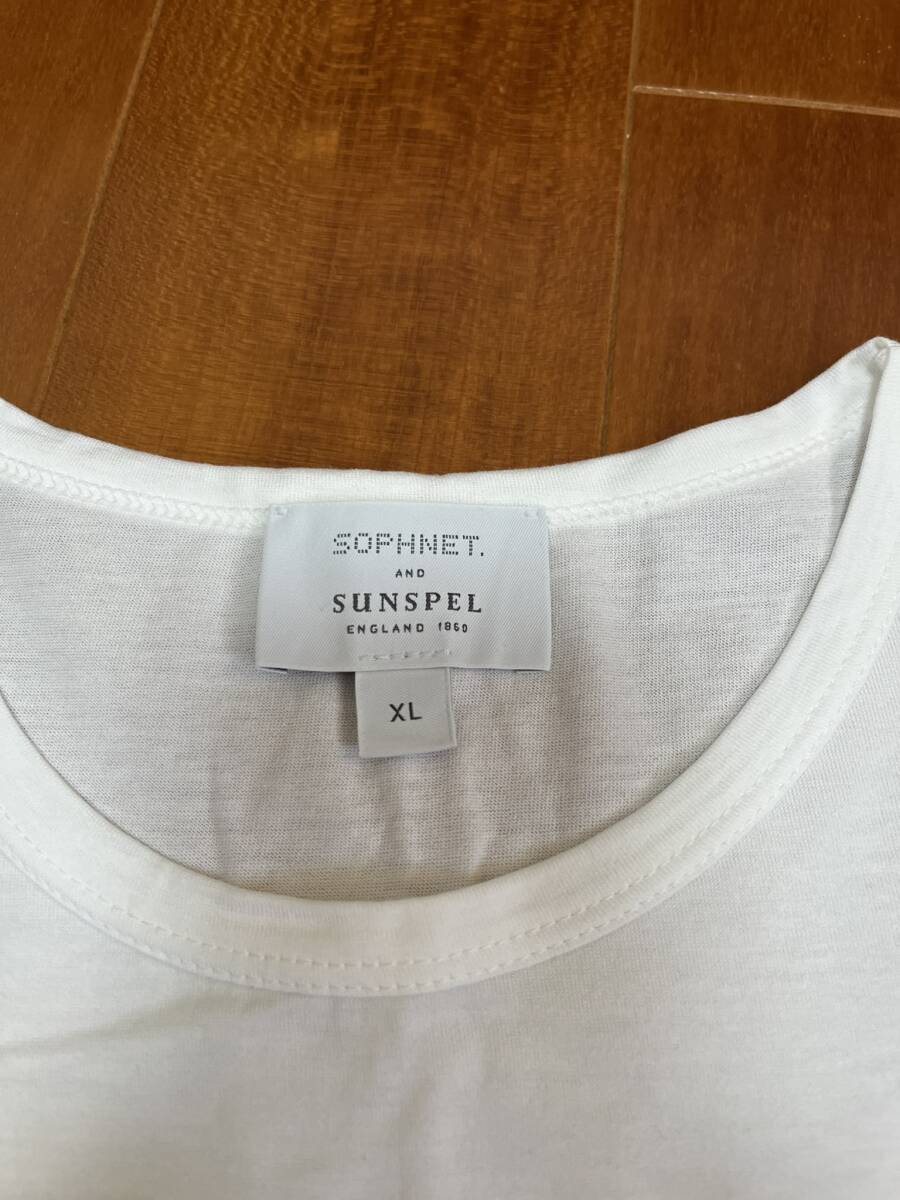 SOPHNET.
AND
SUNSPEL
ENGLAND 1860
XL